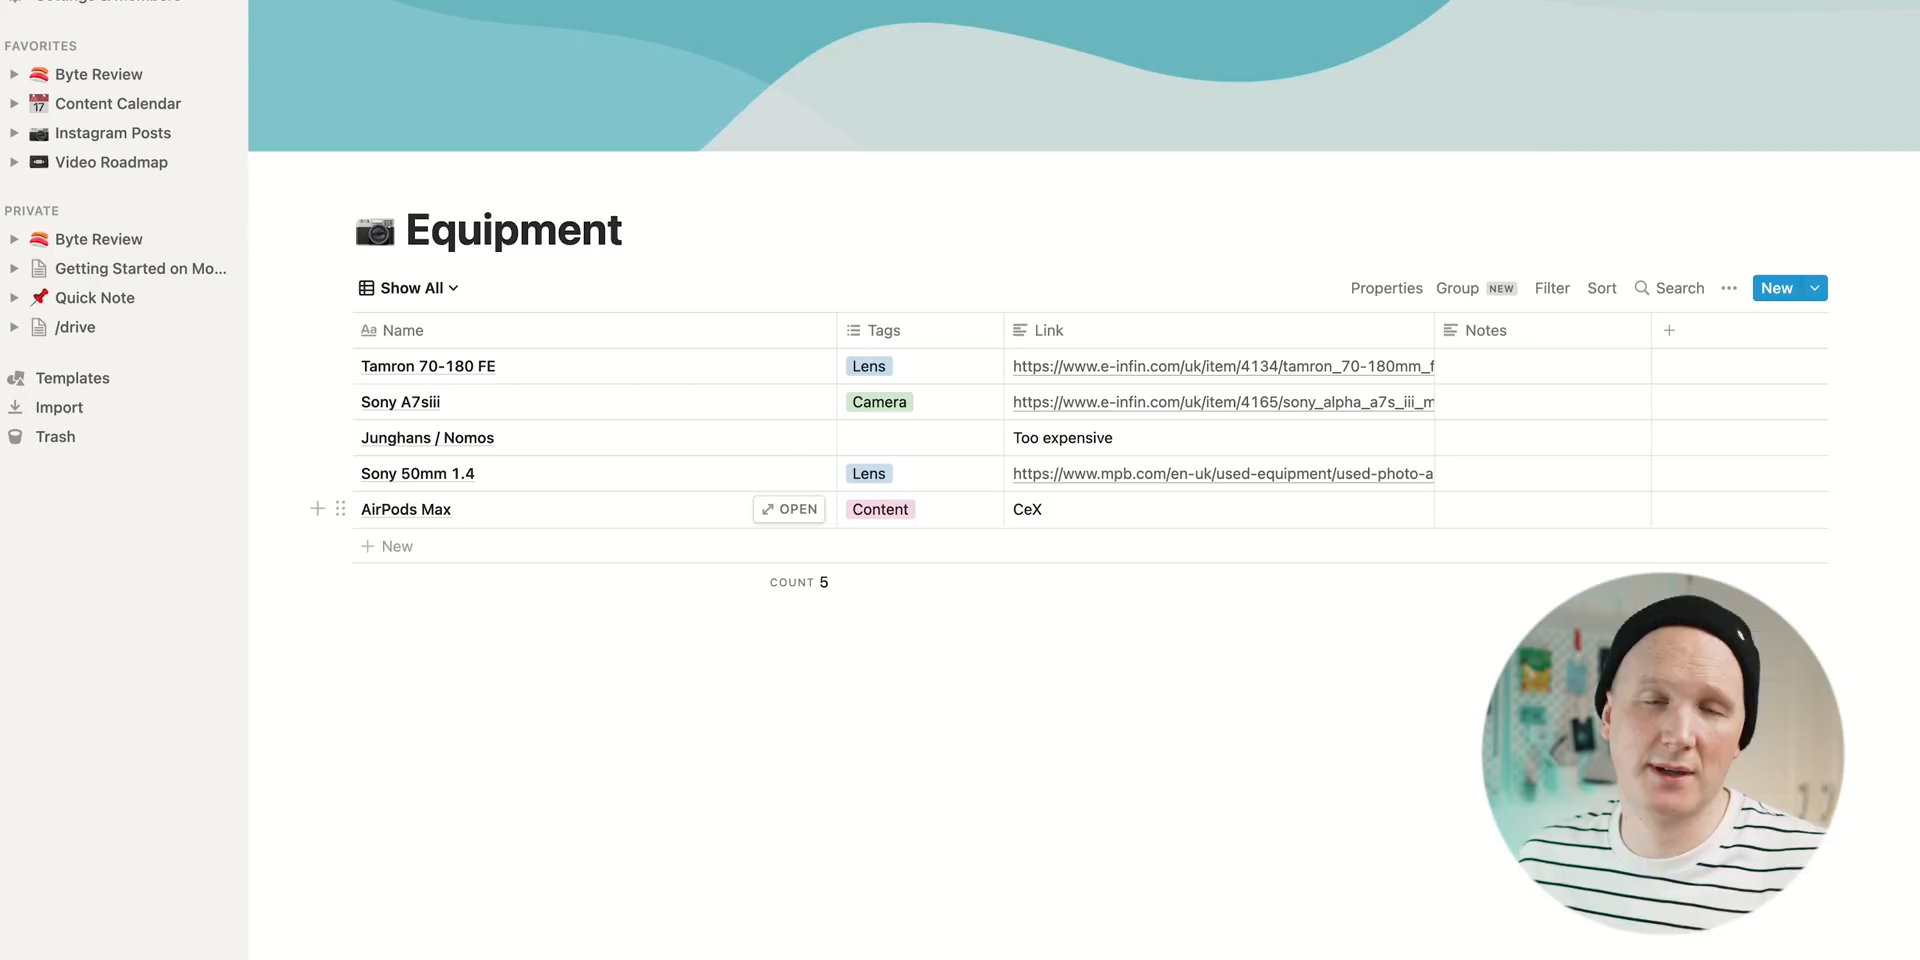 FAVORITES
Byte Review
17
Content Calendar
Instagram Posts
Video Roadmap
PRIVATE
Byte Review
Getting Started on Mo...
Quick Note
/drive
Templates
Import
Trash
Equipment
Show All
Properties Group NEW Filter Sort Search ... New
Aa Name Tags Link Notes +
Tamron 70-180 FE Lens https://www.e-infin.com/uk/item/4134/tamron_70-180mm_f
Sony A7siii Camera https://www.e-infin.com/uk/item/4165/sony_alpha_a7s_iii_m
Junghans / Nomos Too expensive
Sony 50mm 1.4 Lens https://www.mpb.com/en-uk/used-equipment/used-photo-a
AirPods Max OPEN Content CeX
+ New
COUNT 5